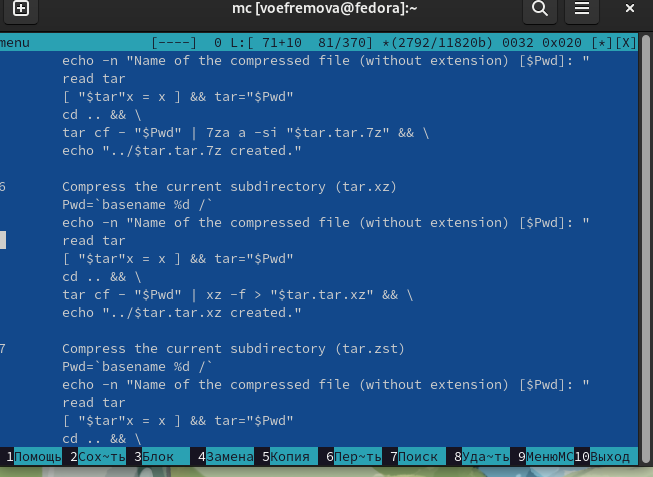 mc [voefremova@fedora]:~
menu [----] 0 L:[ 71+10 81/370] *(2792/11820b) 0032 0x020 [*][X]
echo -n "Name of the compressed file (without extension) [$Pwd]: "
read tar
[ "$tar"x = x ] && tar="$Pwd"
cd .. && \
tar cf - "$Pwd" | 7za a -si "$tar.tar.7z" && \
echo "../$tar.tar.7z created."
6 Compress the current subdirectory (tar.xz)
Pwd=`basename %d /`
echo -n "Name of the compressed file (without extension) [$Pwd]: "
read tar
[ "$tar"x = x ] && tar="$Pwd"
cd .. && \
tar cf - "$Pwd" | xz -f > "$tar.tar.xz" && \
echo "../$tar.tar.xz created."
7 Compress the current subdirectory (tar.zst)
Pwd=`basename %d /`
echo -n "Name of the compressed file (without extension) [$Pwd]: "
read tar
[ "$tar"x = x ] && tar="$Pwd"
cd .. && \
1Помощь 2Сох~ть 3Блок 4Замена 5Копия 6Пер~ть 7Поиск 8Уда~ть 9МенюMC 10Выход